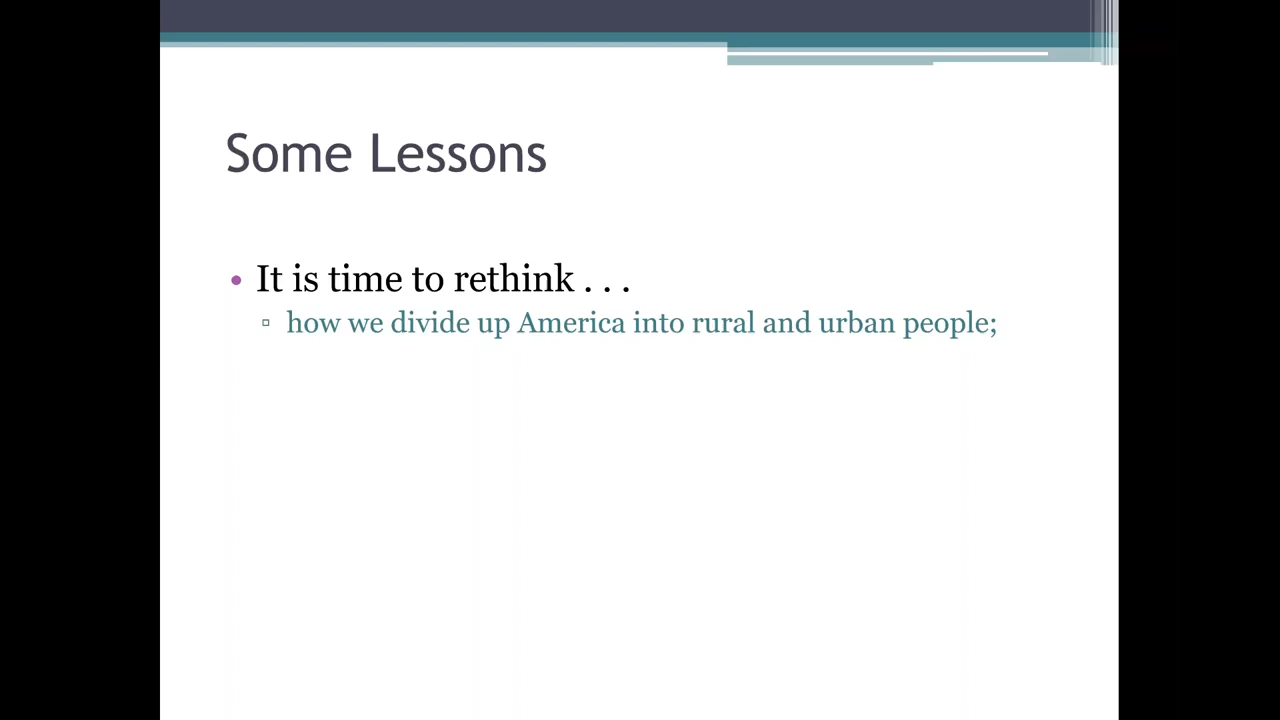 Some Lessons
• It is time to rethink . . .
▫ how we divide up America into rural and urban people;